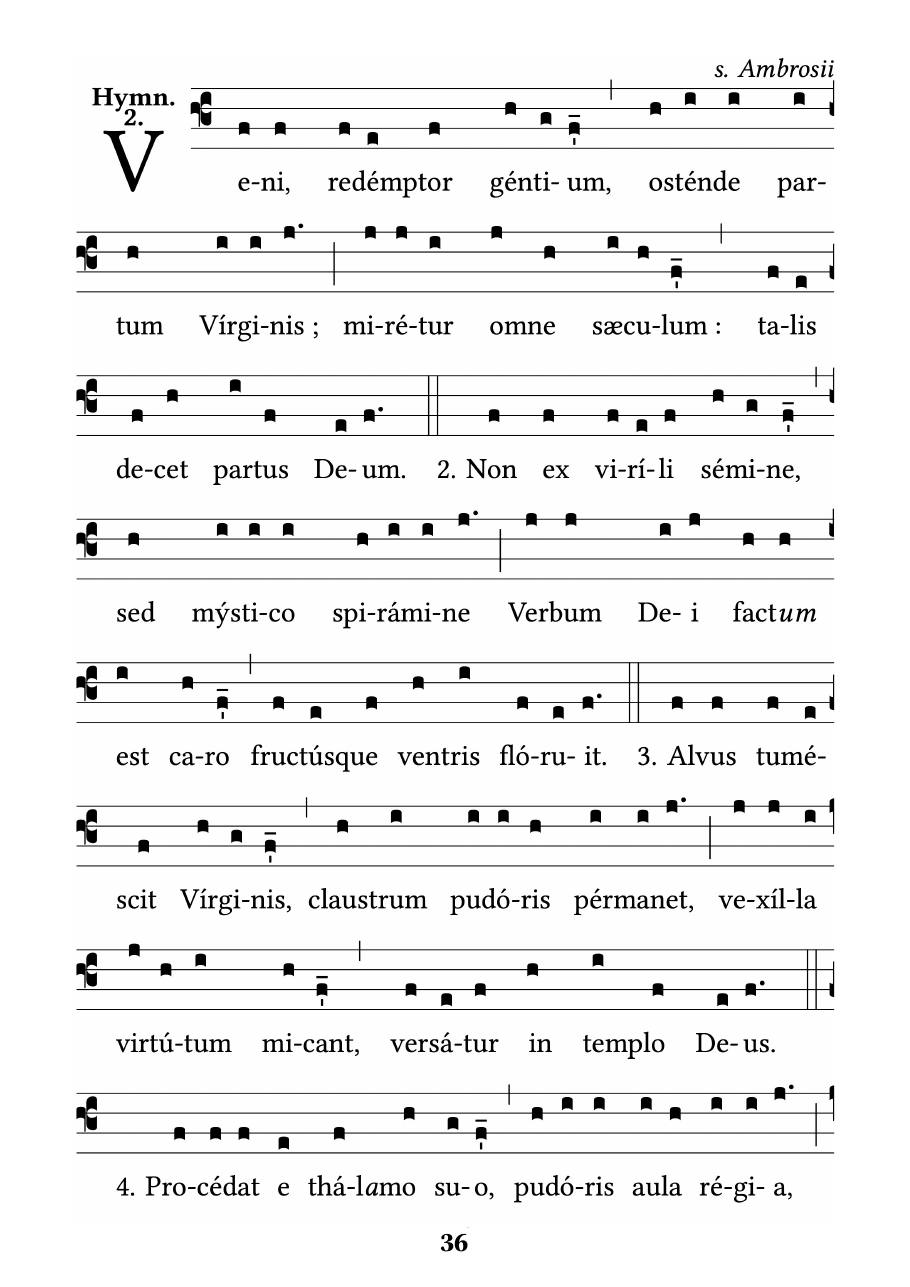 s. Ambrosii
Hymn.
2.
Ve-ni, redémptor génti-um, osténde par-
tum Vírgi-nis ; mi-ré-tur omne sæcu-lum : ta-lis
de-cet partus De-um. 2. Non ex vi-rí-li sémi-ne,
sed mýsti-co spi-rámi-ne Verbum De-i factum
est ca-ro fructúsque ventris fló-ru-it. 3. Alvus tumé-
scit Vírgi-nis, claustrum pudó-ris pérmanet, ve-xíl-la
virtú-tum mi-cant, versá-tur in templo De-us.
4. Pro-cédat e thá-lamo su-o, pudó-ris aula ré-gi-a,
36